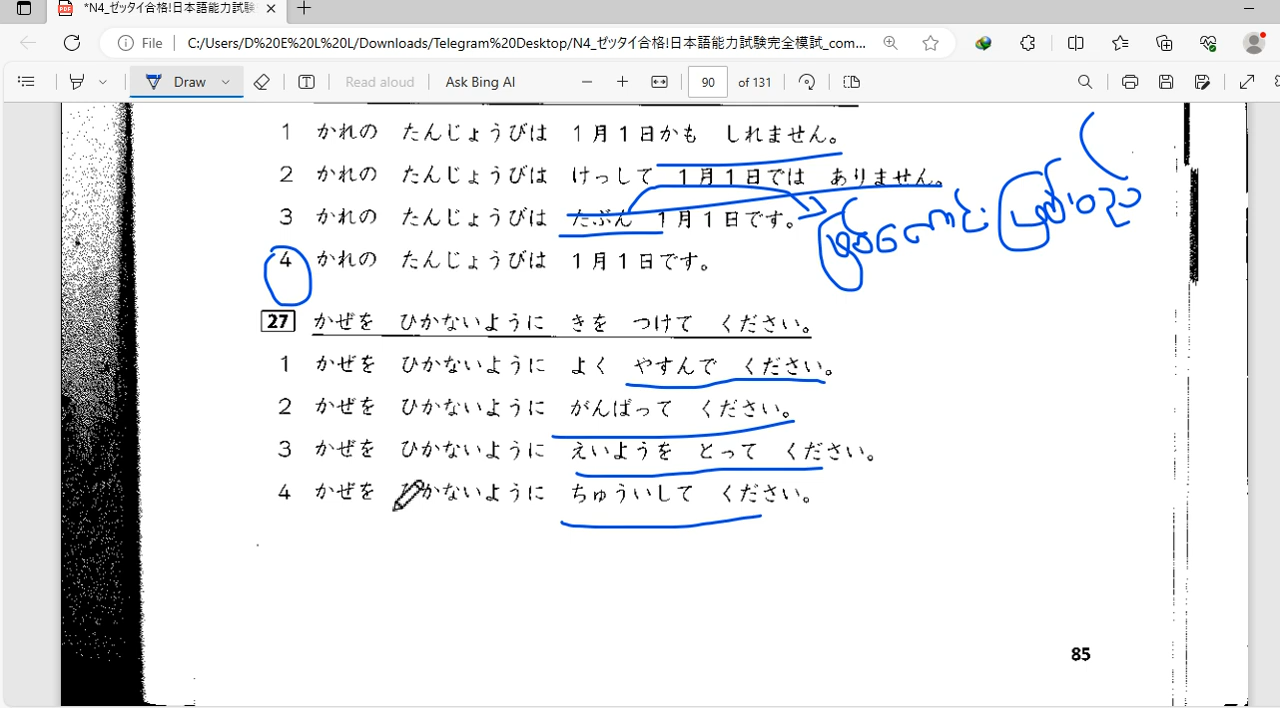 *N4_ゼッタイ合格!日本語能力試験
File C:/Users/D%20E%20L%20L/Downloads/Telegram%20Desktop/N4_ゼッタイ合格!日本語能力試験完全模試_com...
Draw Read aloud Ask Bing AI 90 of 131
1 かれの たんじょうびは 1月1日かも しれません。
2 かれの たんじょうびは けっして 1月1日では ありません。
3 かれの たんじょうびは たぶん 1月1日です。
4 かれの たんじょうびは 1月1日です。
27 かぜを ひかないように きを つけて ください。
1 かぜを ひかないように よく やすんで ください。
2 かぜを ひかないように がんばって ください。
3 かぜを ひかないように えいようを とって ください。
4 かぜを ひかないように ちゅういして ください。
85